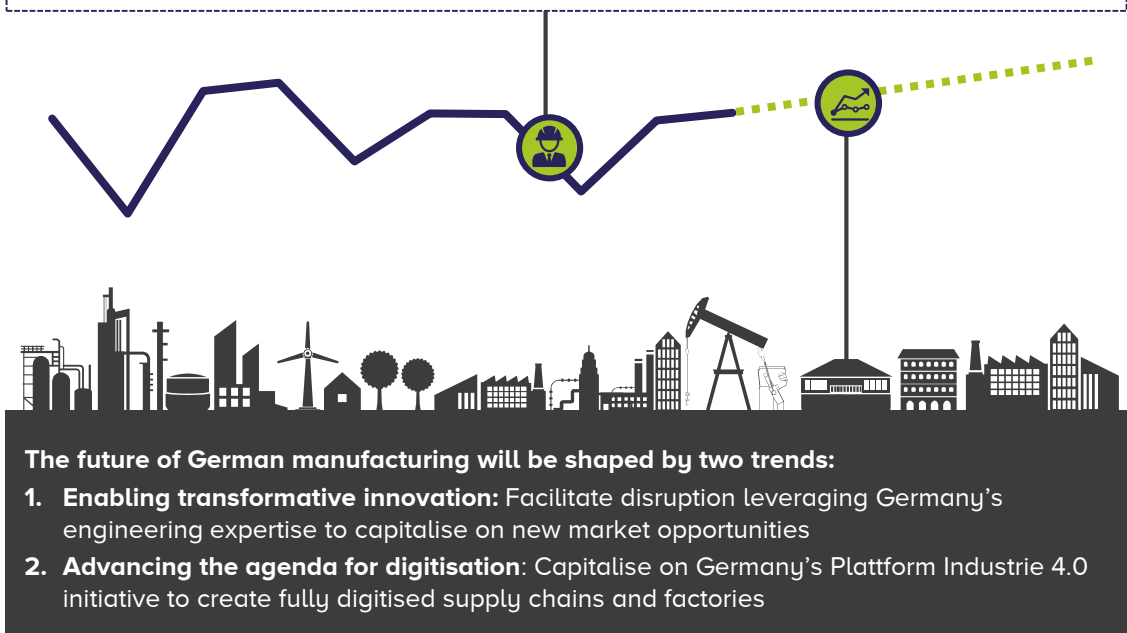 The future of German manufacturing will be shaped by two trends:
1. Enabling transformative innovation: Facilitate disruption leveraging Germany's
engineering expertise to capitalise on new market opportunities
2. Advancing the agenda for digitisation: Capitalise on Germany's Plattform Industrie 4.0
initiative to create fully digitised supply chains and factories